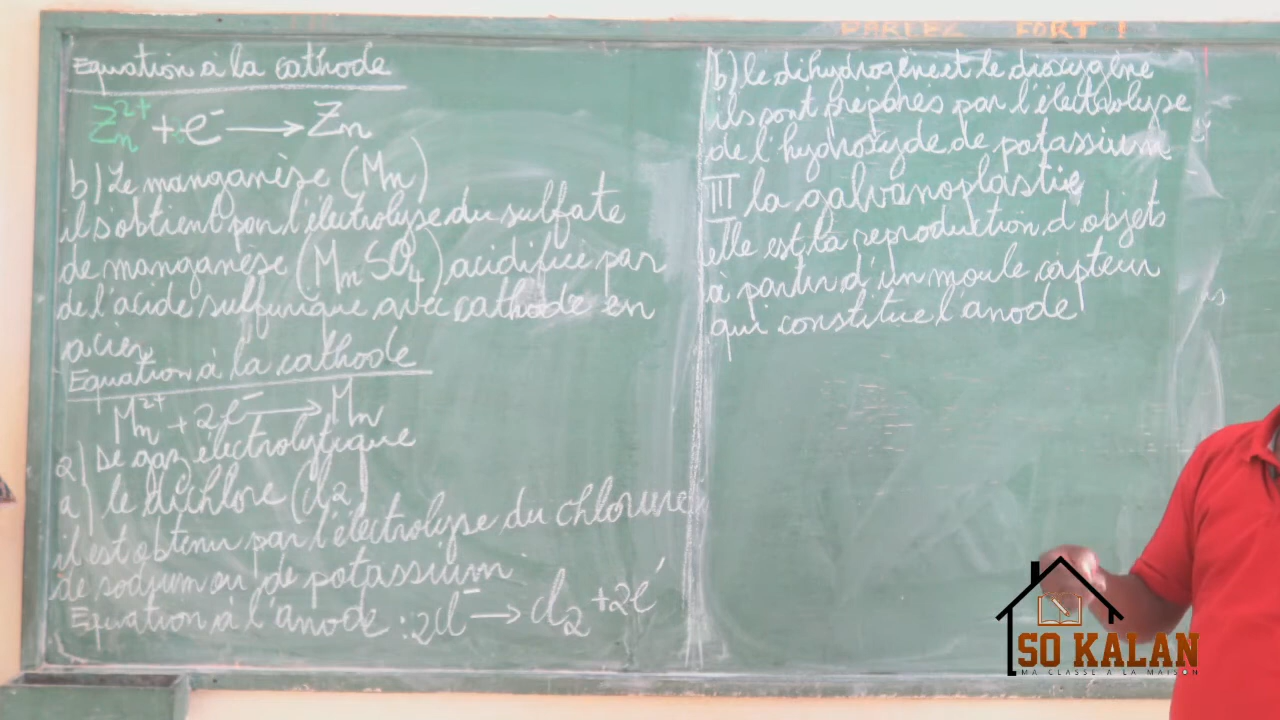 PARLEZ FORT !
Equation à la cathode
Zn²⁺ + e⁻ → Zn
b) Le manganèse (Mn)
il s'obtient par l'électrolyse du sulfate
de manganèse (MnSO₄) acidifiée par
de l'acide sulfurique avec cathode en
acier
Equation à la cathode
Mn²⁺ + 2e⁻ → Mn
2) Le gaz électrolytique
a) le dichlore (Cl₂)
il est obtenu par l'électrolyse du chlorure
de sodium ou de potassium
Equation à l'anode : 2Cl⁻ → Cl₂ + 2e⁻
b) le dihydrogène et le dioxygène
ils sont préparés par l'électrolyse
de l'hydroxyde de potassium
III la galvanoplastie
elle est la reproduction d'objets
à partir d'un moule capteur
qui constitue l'anode
SO KALAN
MA CLASSE A LA MAISON